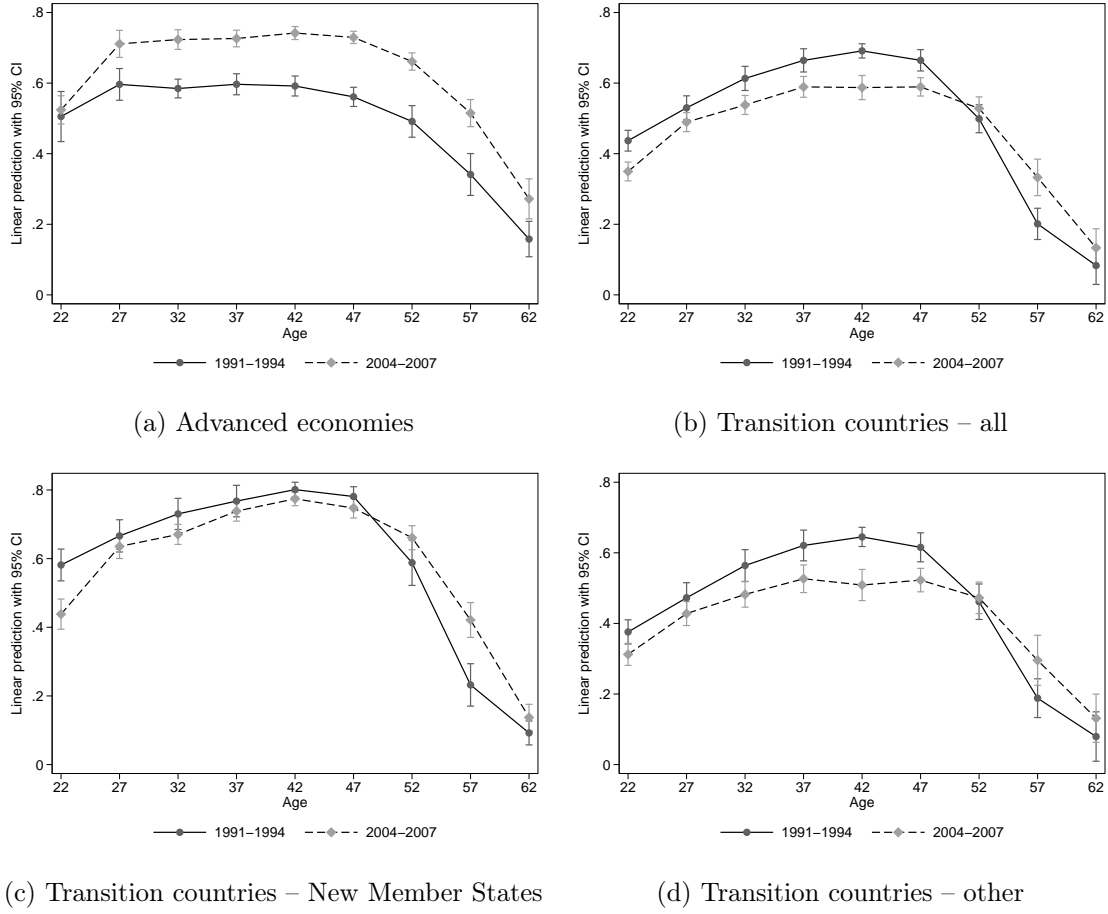 Linear prediction with 95% CI
.8
.6
.4
.2
0
22 27 32 37 42 47 52 57 62
Age
1991–1994 2004–2007
(a) Advanced economies
Linear prediction with 95% CI
.8
.6
.4
.2
0
22 27 32 37 42 47 52 57 62
Age
1991–1994 2004–2007
(b) Transition countries – all
Linear prediction with 95% CI
.8
.6
.4
.2
0
22 27 32 37 42 47 52 57 62
Age
1991–1994 2004–2007
(c) Transition countries – New Member States
Linear prediction with 95% CI
.8
.6
.4
.2
0
22 27 32 37 42 47 52 57 62
Age
1991–1994 2004–2007
(d) Transition countries – other